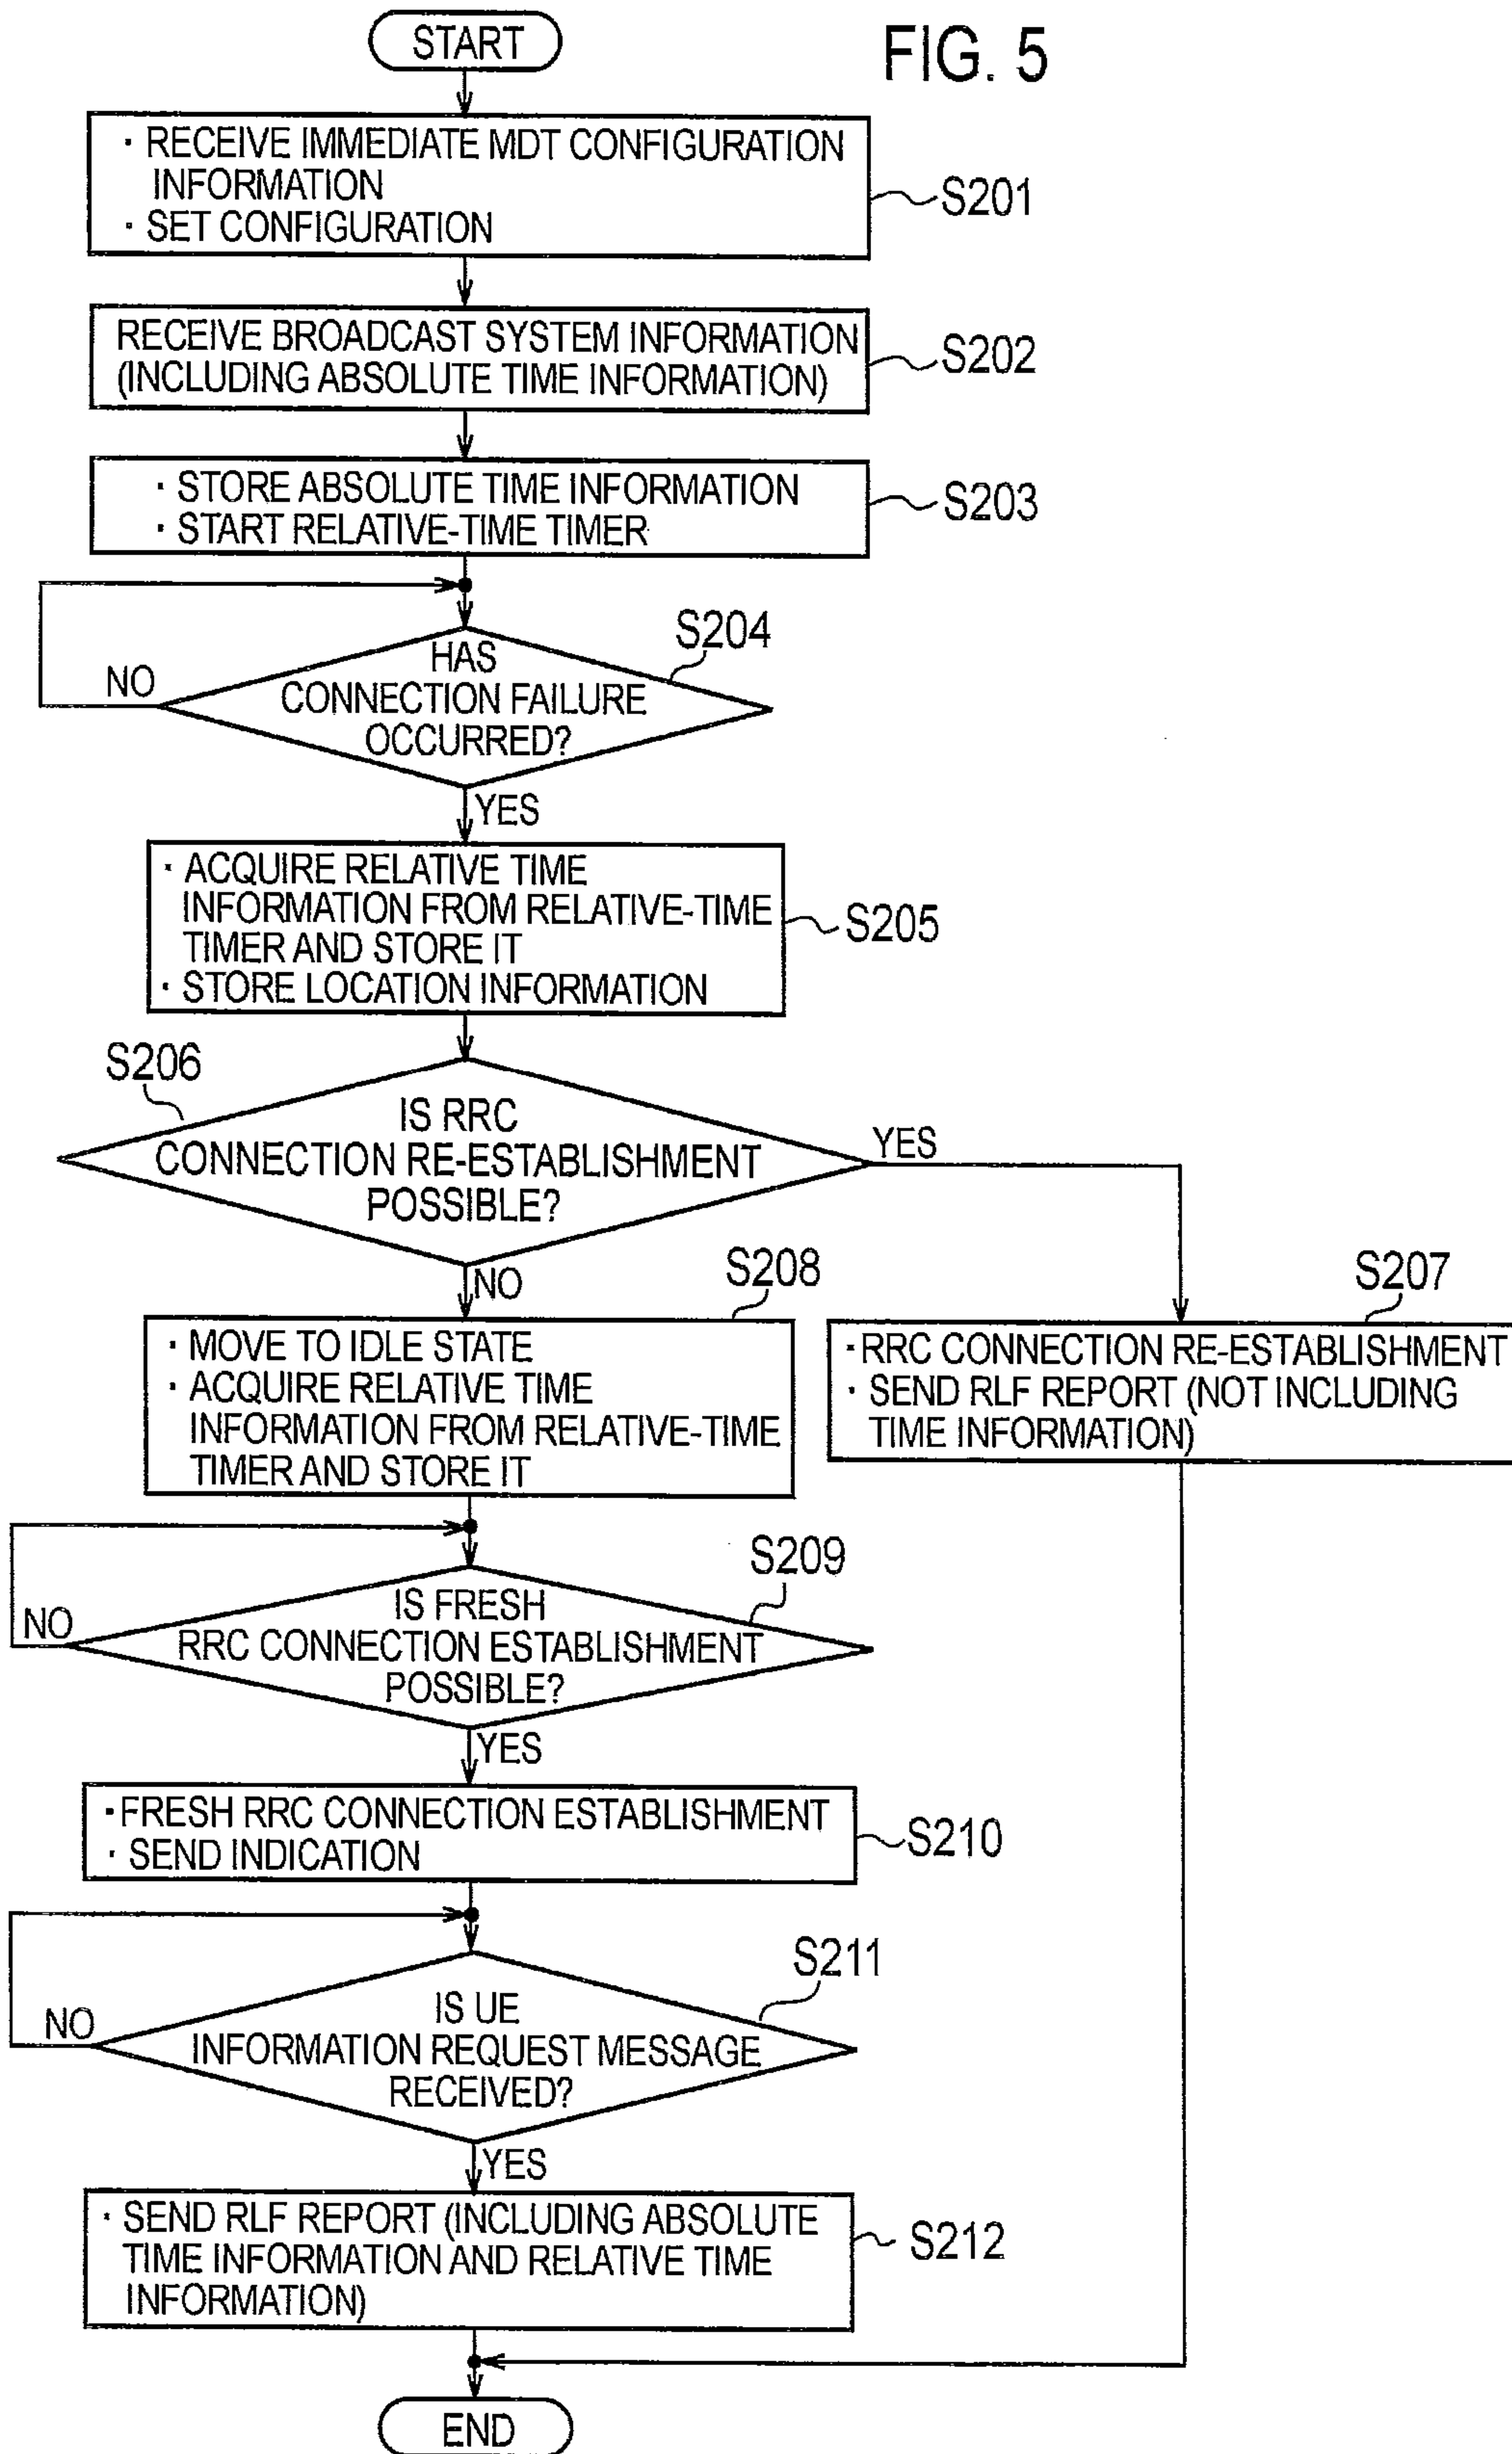 FIG. 5
START
· RECEIVE IMMEDIATE MDT CONFIGURATION
INFORMATION
· SET CONFIGURATION
S201
RECEIVE BROADCAST SYSTEM INFORMATION
(INCLUDING ABSOLUTE TIME INFORMATION)
S202
· STORE ABSOLUTE TIME INFORMATION
· START RELATIVE-TIME TIMER
S203
S204
HAS
CONNECTION FAILURE
OCCURRED?
NO
YES
· ACQUIRE RELATIVE TIME
INFORMATION FROM RELATIVE-TIME
TIMER AND STORE IT
· STORE LOCATION INFORMATION
S205
S206
IS RRC
CONNECTION RE-ESTABLISHMENT
POSSIBLE?
YES
NO
S207
· RRC CONNECTION RE-ESTABLISHMENT
· SEND RLF REPORT (NOT INCLUDING
TIME INFORMATION)
S208
· MOVE TO IDLE STATE
· ACQUIRE RELATIVE TIME
INFORMATION FROM RELATIVE-TIME
TIMER AND STORE IT
S209
IS FRESH
RRC CONNECTION ESTABLISHMENT
POSSIBLE?
NO
YES
· FRESH RRC CONNECTION ESTABLISHMENT
· SEND INDICATION
S210
S211
IS UE
INFORMATION REQUEST MESSAGE
RECEIVED?
NO
YES
· SEND RLF REPORT (INCLUDING ABSOLUTE
TIME INFORMATION AND RELATIVE TIME
INFORMATION)
S212
END